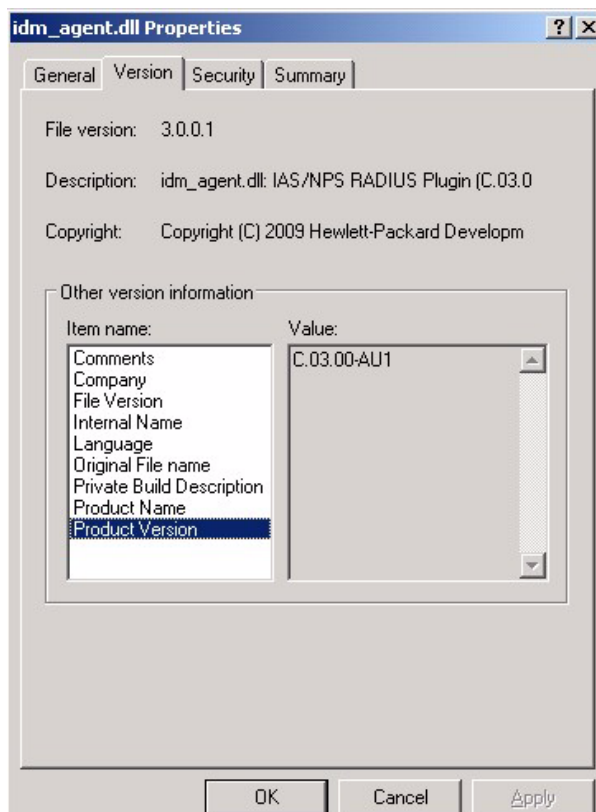 idm_agent.dll Properties
General Version Security Summary
File version: 3.0.0.1
Description: idm_agent.dll: IAS/NPS RADIUS Plugin (C.03.0
Copyright: Copyright (C) 2009 Hewlett-Packard Developm
Other version information
Item name: Value:
Comments C.03.00-AU1
Company
File Version
Internal Name
Language
Original File name
Private Build Description
Product Name
Product Version
OK Cancel Apply